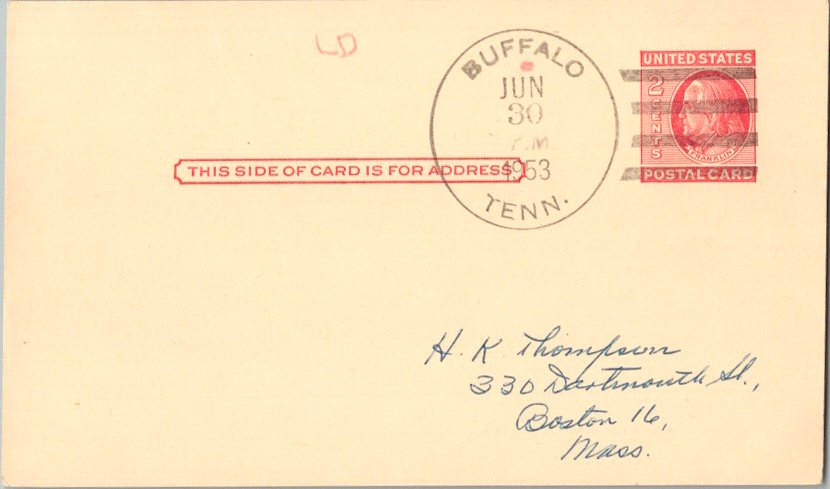 LD
BUFFALO
JUN
30
P.M.
1953
TENN.
UNITED STATES
2 CENTS
FRANKLIN
POSTAL CARD
THIS SIDE OF CARD IS FOR ADDRESS
H. K. Thompson
330 Dartmouth St.,
Boston 16,
Mass.